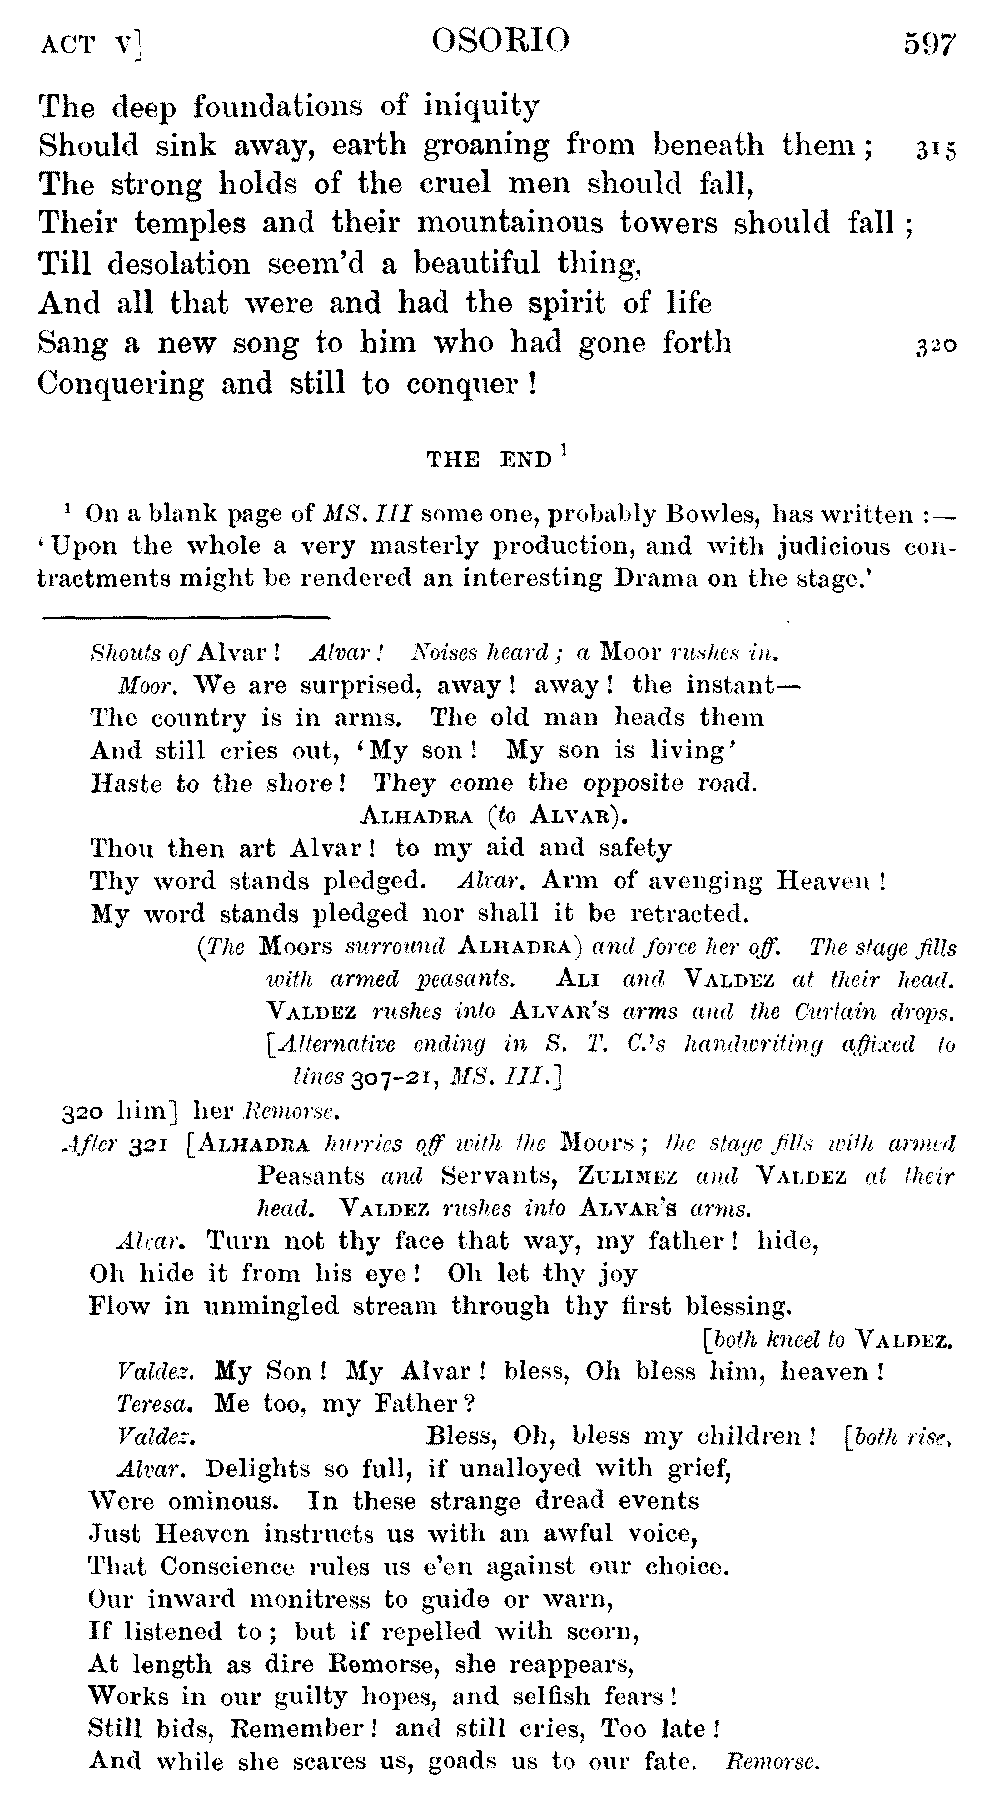 ACT V] OSORIO 597
The deep foundations of iniquity
Should sink away, earth groaning from beneath them ; 315
The strong holds of the cruel men should fall,
Their temples and their mountainous towers should fall ;
Till desolation seem'd a beautiful thing,
And all that were and had the spirit of life
Sang a new song to him who had gone forth 320
Conquering and still to conquer !
THE END ¹
¹ On a blank page of MS. III some one, probably Bowles, has written :—
‘Upon the whole a very masterly production, and with judicious con-
tractments might be rendered an interesting Drama on the stage.’
Shouts of Alvar ! Alvar ! Noises heard ; a Moor rushes in.
Moor. We are surprised, away ! away ! the instant—
The country is in arms. The old man heads them
And still cries out, ‘My son ! My son is living’
Haste to the shore ! They come the opposite road.
ALHADRA (to ALVAR).
Thou then art Alvar ! to my aid and safety
Thy word stands pledged. Alvar. Arm of avenging Heaven !
My word stands pledged nor shall it be retracted.
(The Moors surround ALHADRA) and force her off. The stage fills
with armed peasants. ALI and VALDEZ at their head.
VALDEZ rushes into ALVAR'S arms and the Curtain drops.
[Alternative ending in S. T. C.'s handwriting affixed to
lines 307–21, MS. III.]
320 him] her Remorse.
After 321 [ALHADRA hurries off with the Moors ; the stage fills with armed
Peasants and Servants, ZULIMEZ and VALDEZ at their
head. VALDEZ rushes into ALVAR'S arms.
Alvar. Turn not thy face that way, my father ! hide,
Oh hide it from his eye ! Oh let thy joy
Flow in unmingled stream through thy first blessing.
[both kneel to VALDEZ.
Valdez. My Son ! My Alvar ! bless, Oh bless him, heaven !
Teresa. Me too, my Father ?
Valdez. Bless, Oh, bless my children ! [both rise.
Alvar. Delights so full, if unalloyed with grief,
Were ominous. In these strange dread events
Just Heaven instructs us with an awful voice,
That Conscience rules us e'en against our choice.
Our inward monitress to guide or warn,
If listened to ; but if repelled with scorn,
At length as dire Remorse, she reappears,
Works in our guilty hopes, and selfish fears !
Still bids, Remember ! and still cries, Too late !
And while she scares us, goads us to our fate. Remorse.